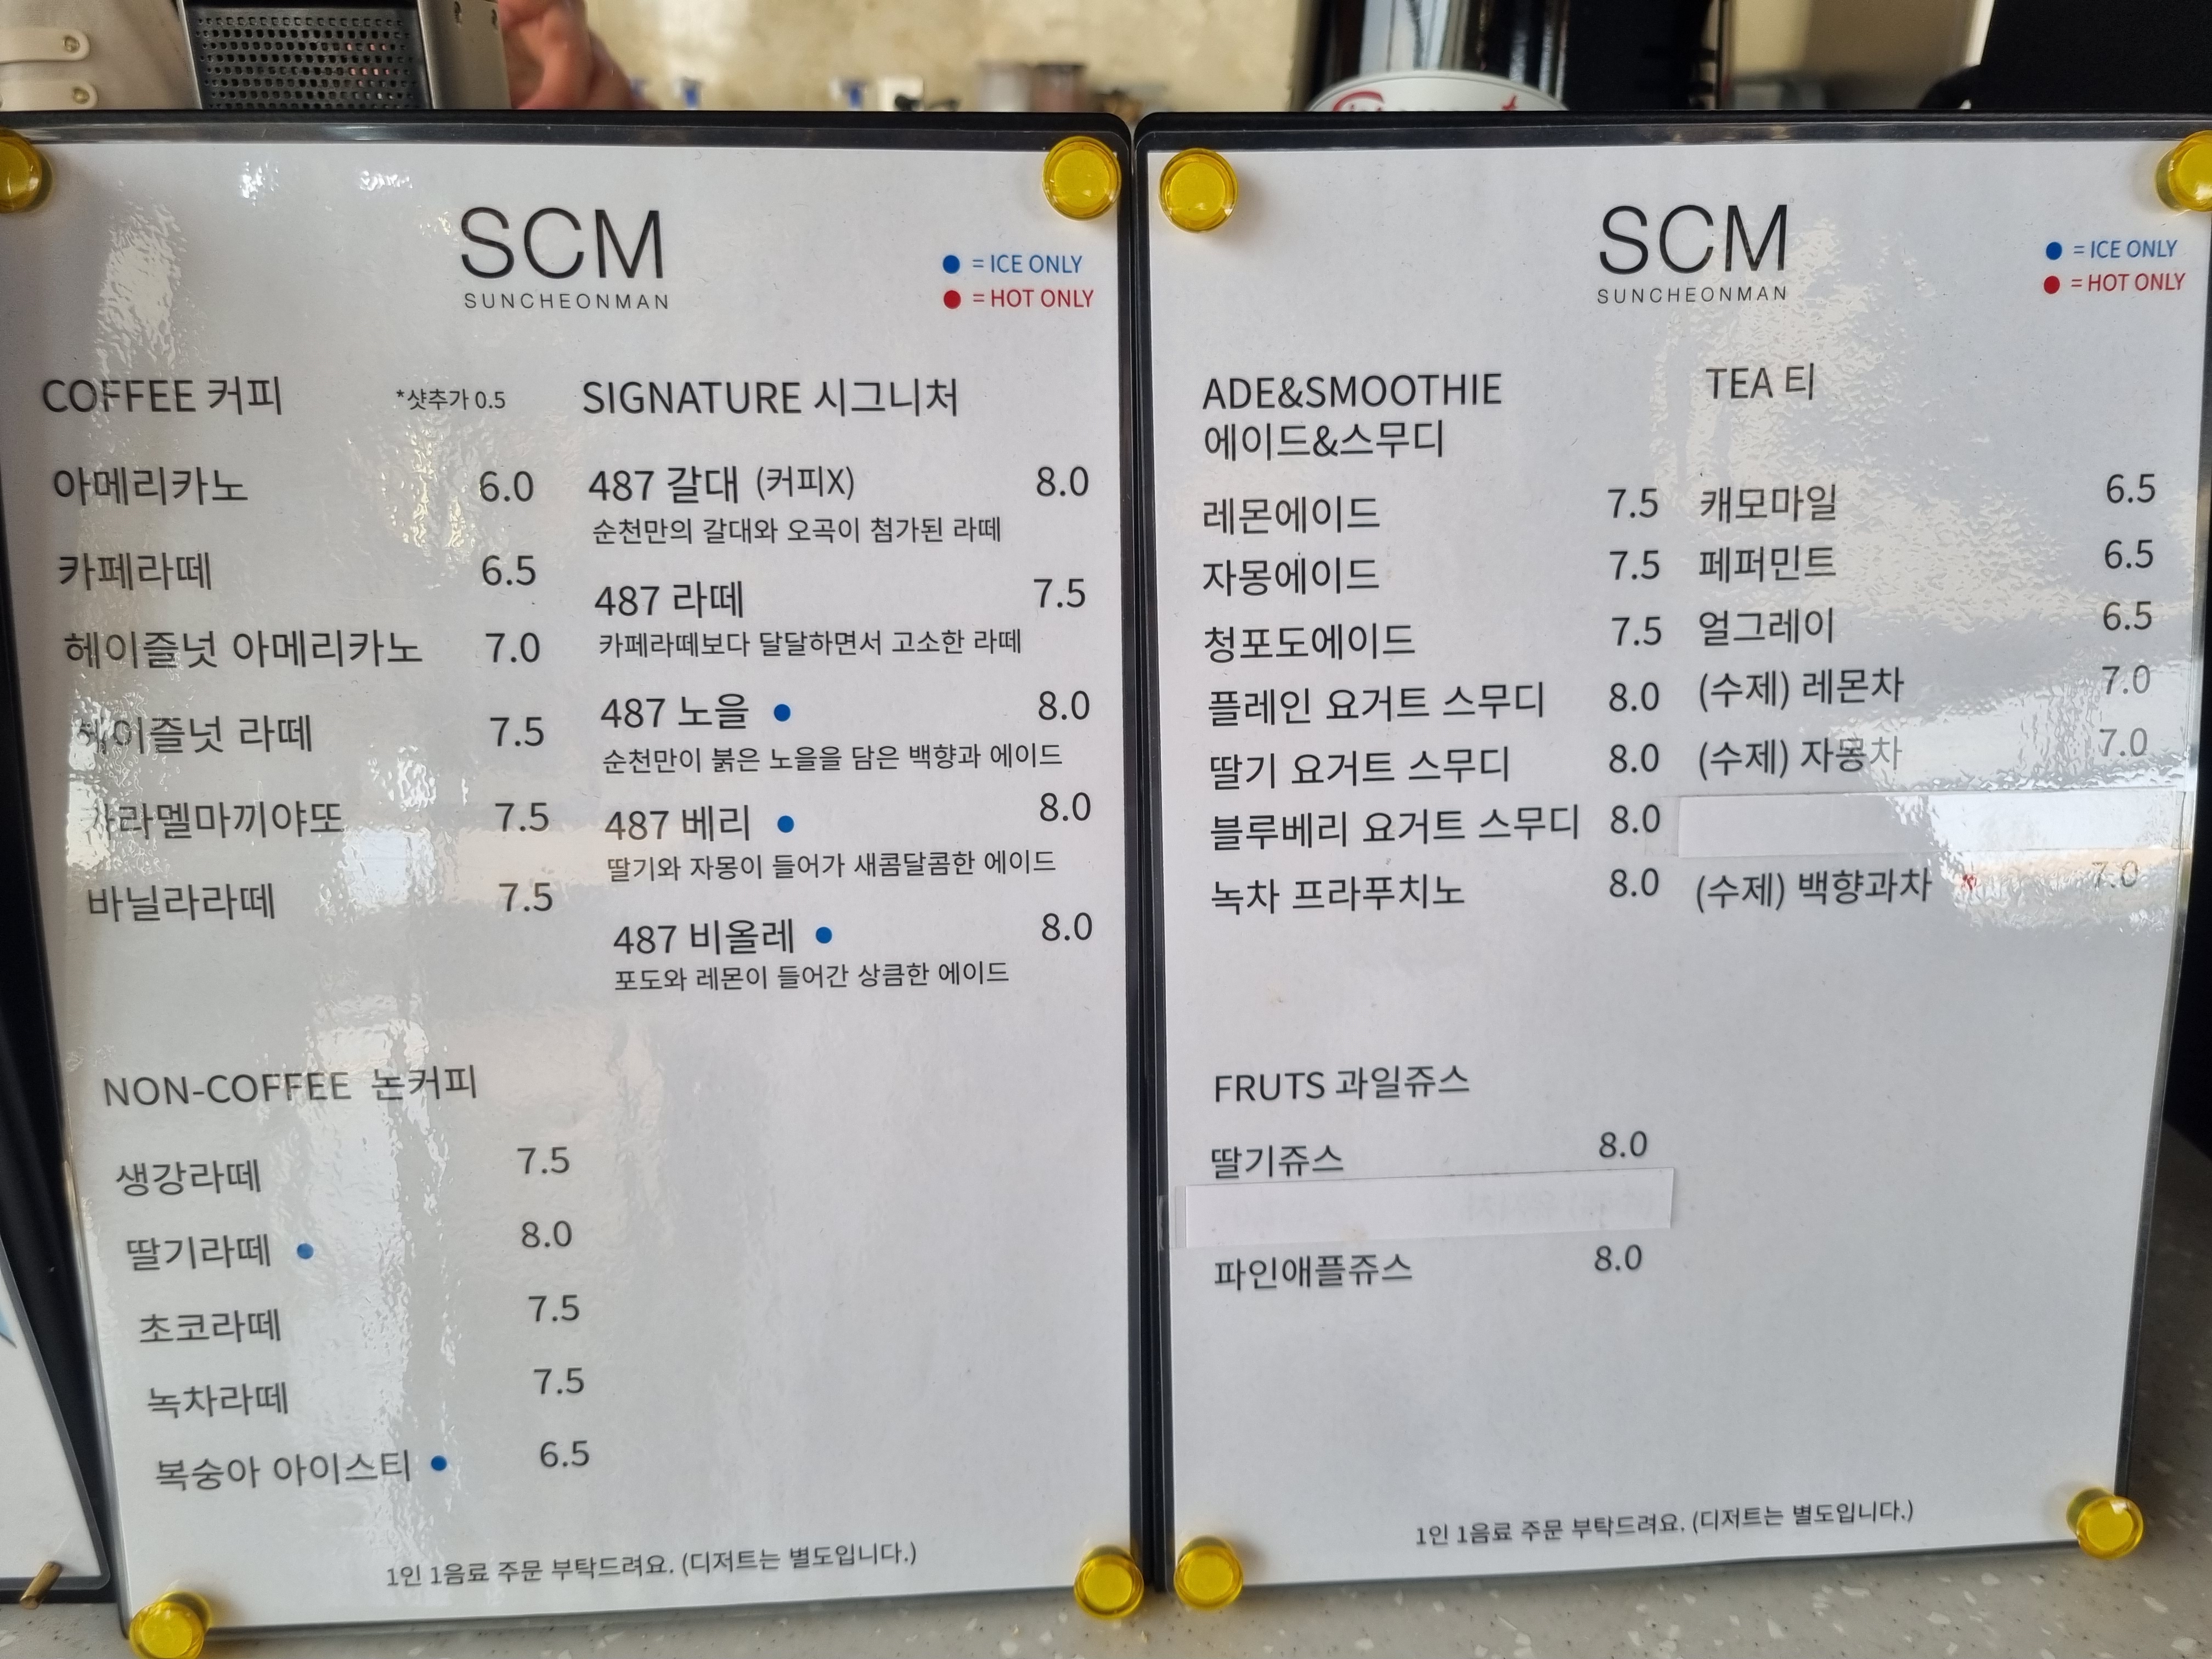 SCM
SUNCHEONMAN
● = ICE ONLY
● = HOT ONLY
COFFEE 커피 *샷추가 0.5
아메리카노 6.0
카페라떼 6.5
헤이즐넛 아메리카노 7.0
헤이즐넛 라떼 7.5
카라멜마끼야또 7.5
바닐라라떼 7.5
SIGNATURE 시그니처
487 갈대 (커피X) 8.0
순천만의 갈대와 오곡이 첨가된 라떼
487 라떼 7.5
카페라떼보다 달달하면서 고소한 라떼
487 노을 ● 8.0
순천만이 붉은 노을을 담은 백향과 에이드
487 베리 ● 8.0
딸기와 자몽이 들어가 새콤달콤한 에이드
487 비올레 ● 8.0
포도와 레몬이 들어간 상큼한 에이드
NON-COFFEE 논커피
생강라떼 7.5
딸기라떼 ● 8.0
초코라떼 7.5
녹차라떼 7.5
복숭아 아이스티 ● 6.5
1인 1음료 주문 부탁드려요. (디저트는 별도입니다.)
SCM
SUNCHEONMAN
● = ICE ONLY
● = HOT ONLY
ADE&SMOOTHIE
에이드&스무디
레몬에이드 7.5
자몽에이드 7.5
청포도에이드 7.5
플레인 요거트 스무디 8.0
딸기 요거트 스무디 8.0
블루베리 요거트 스무디 8.0
녹차 프라푸치노 8.0
TEA 티
캐모마일 6.5
페퍼민트 6.5
얼그레이 6.5
(수제) 레몬차 7.0
(수제) 자몽차 7.0
(수제) 백향과차 ● 7.0
FRUTS 과일쥬스
딸기쥬스 8.0
파인애플쥬스 8.0
1인 1음료 주문 부탁드려요. (디저트는 별도입니다.)